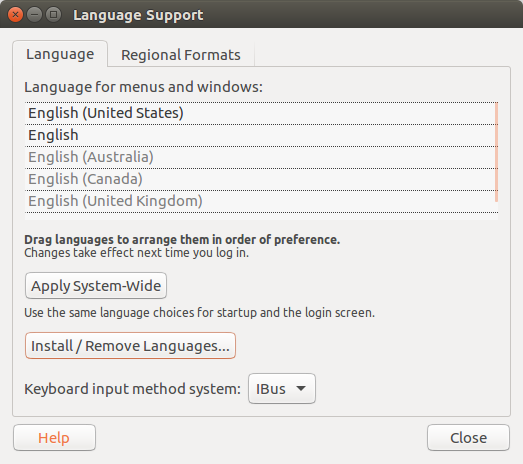 Language Support
Language
Regional Formats
Language for menus and windows:
English (United States)
English
English (Australia)
English (Canada)
English (United Kingdom)
Drag languages to arrange them in order of preference.
Changes take effect next time you log in.
Apply System-Wide
Use the same language choices for startup and the login screen.
Install / Remove Languages...
Keyboard input method system: IBus
Help
Close